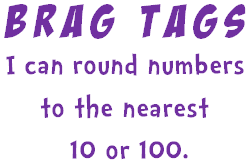 BRAG TAGS
I can round numbers
to the nearest
10 or 100.